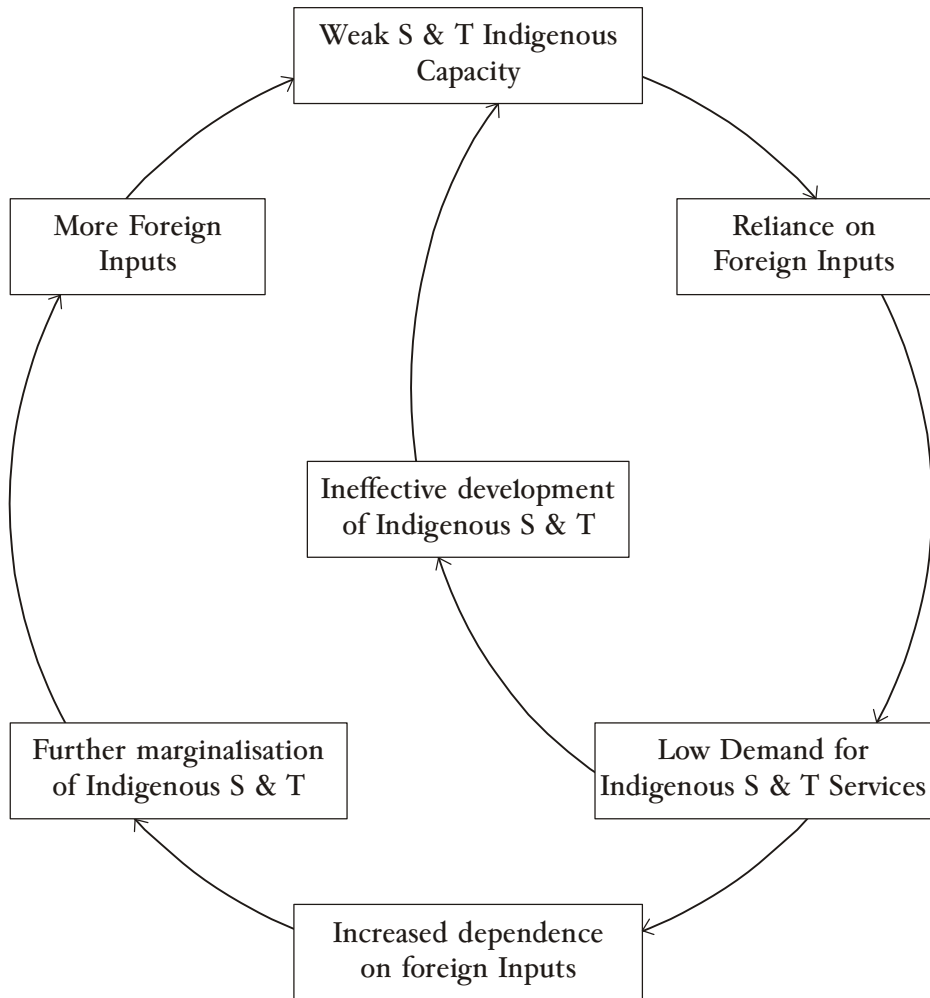 Weak S & T Indigenous
Capacity
More Foreign
Inputs
Reliance on
Foreign Inputs
Ineffective development
of Indigenous S & T
Further marginalisation
of Indigenous S & T
Low Demand for
Indigenous S & T Services
Increased dependence
on foreign Inputs